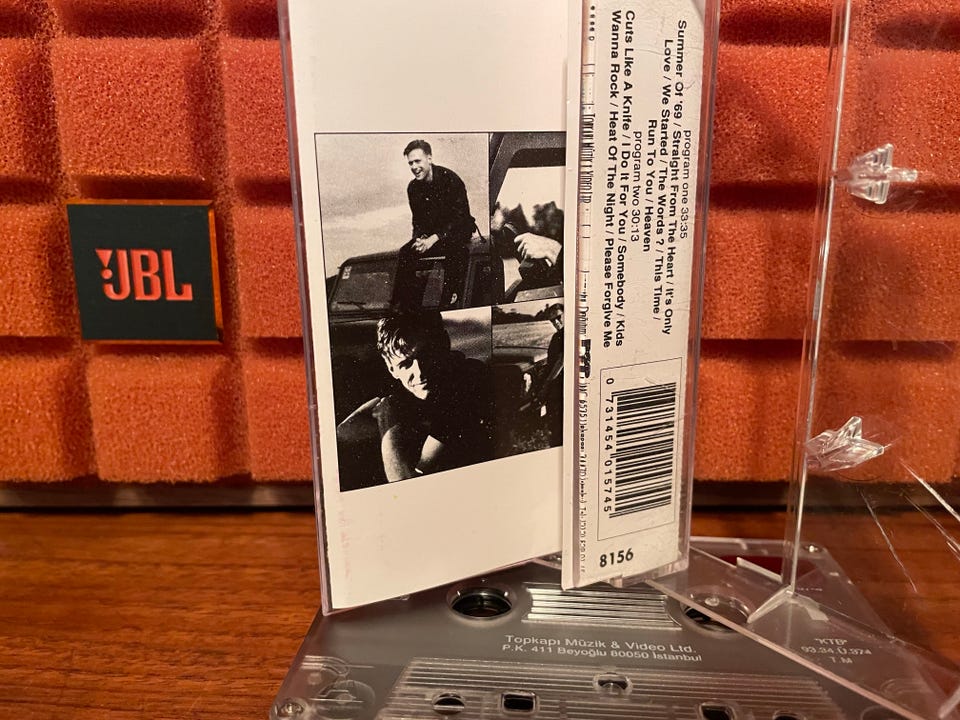 JBL
program one 33:35
Summer Of '69 / Straight From The Heart / It's Only
Love / We Started / The Words ? / This Time /
Run To You / Heaven
program two 30:13
Cuts Like A Knife / I Do It For You / Somebody / Kids
Wanna Rock / Heat Of The Night / Please Forgive Me
0 731454 015745
8156
Topkapı Müzik & Video Ltd.
P.K. 411 Beyoğlu 80050 İstanbul
"KTB"
93.34.Ü.974
T.M